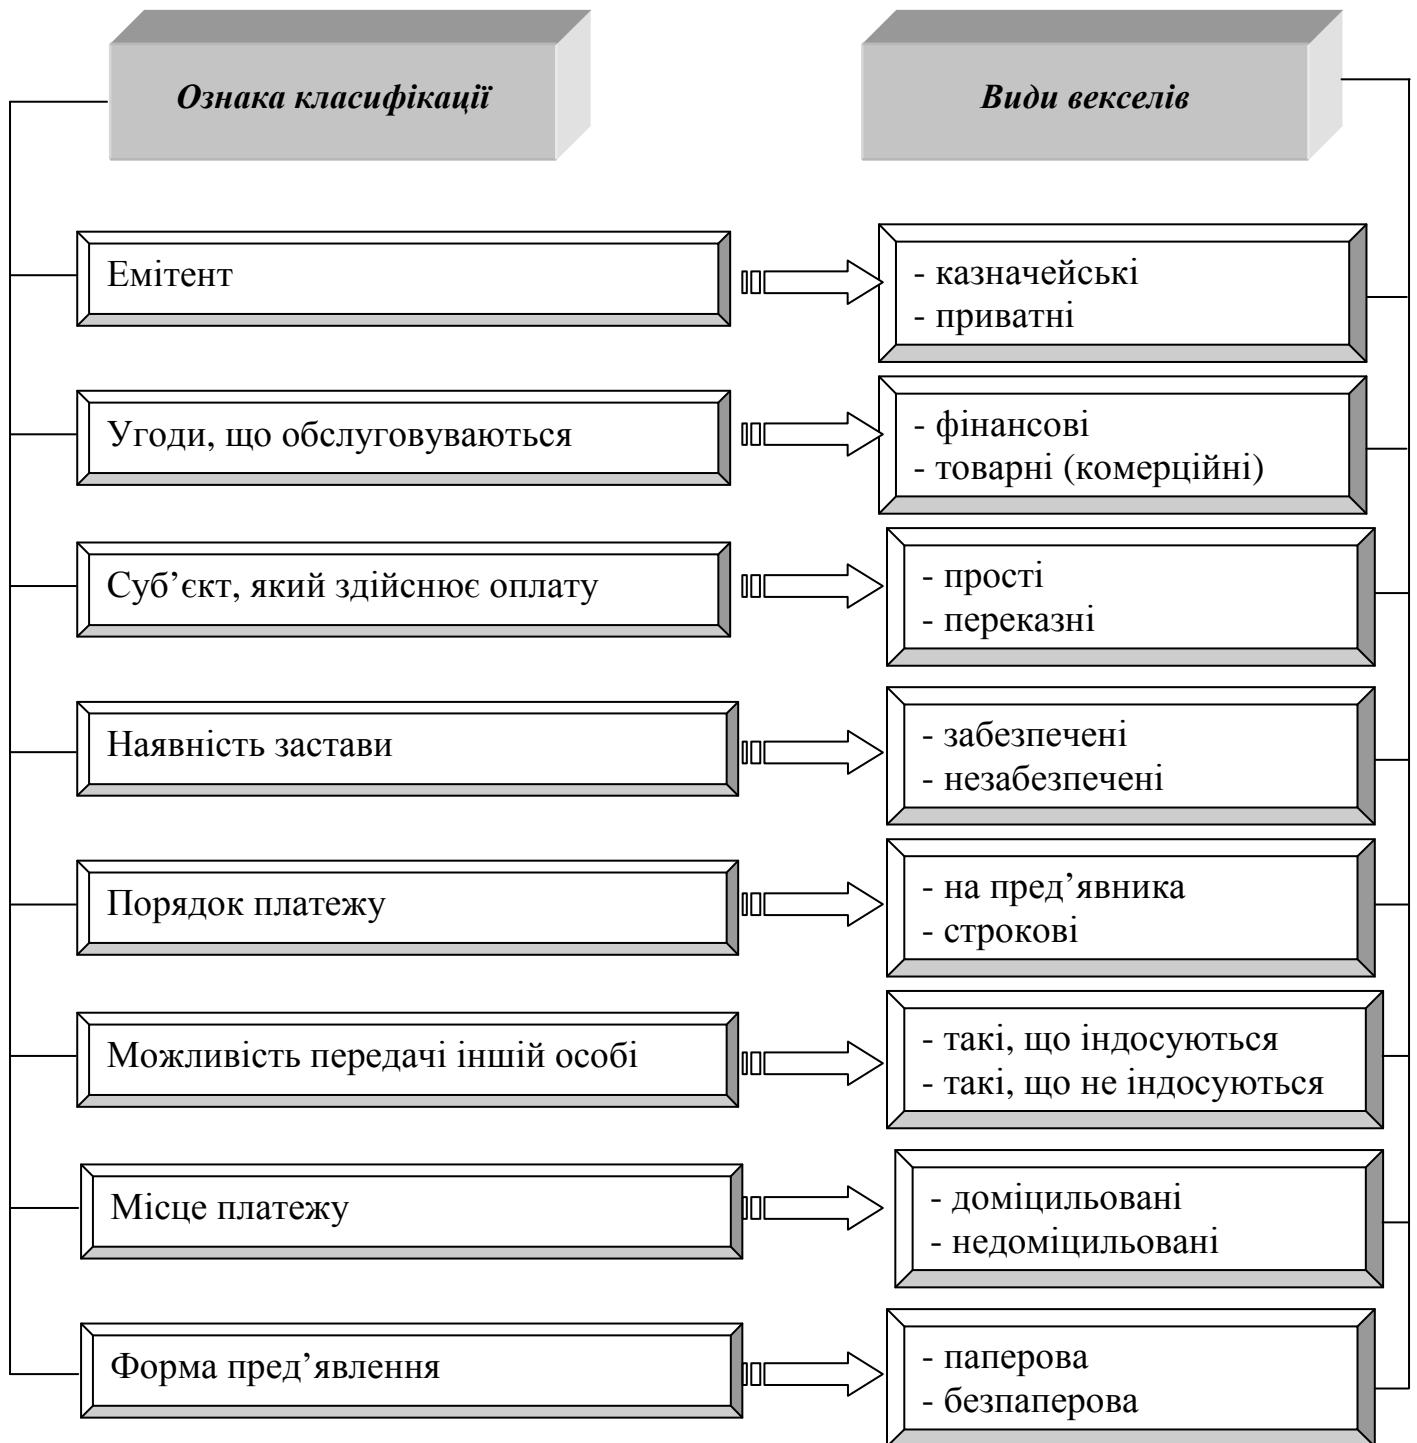 Ознака класифікації
Види векселів
Емітент
- казначейські
- приватні
Угоди, що обслуговуваються
- фінансові
- товарні (комерційні)
Суб’єкт, який здійснює оплату
- прості
- переказні
Наявність застави
- забезпечені
- незабезпечені
Порядок платежу
- на пред’явника
- строкові
Можливість передачі іншій особі
- такі, що індосуються
- такі, що не індосуються
Місце платежу
- доміцильовані
- недоміцильовані
Форма пред’явлення
- паперова
- безпаперова